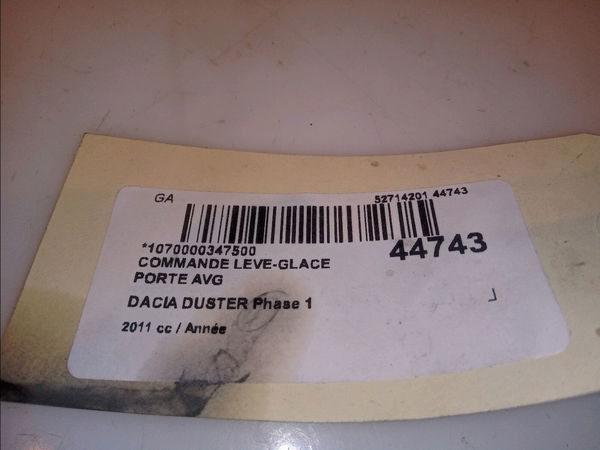 GA
52714201 44743
*1070000347500
44743
COMMANDE LEVE-GLACE
PORTE AVG
DACIA DUSTER Phase 1
2011 cc / Année